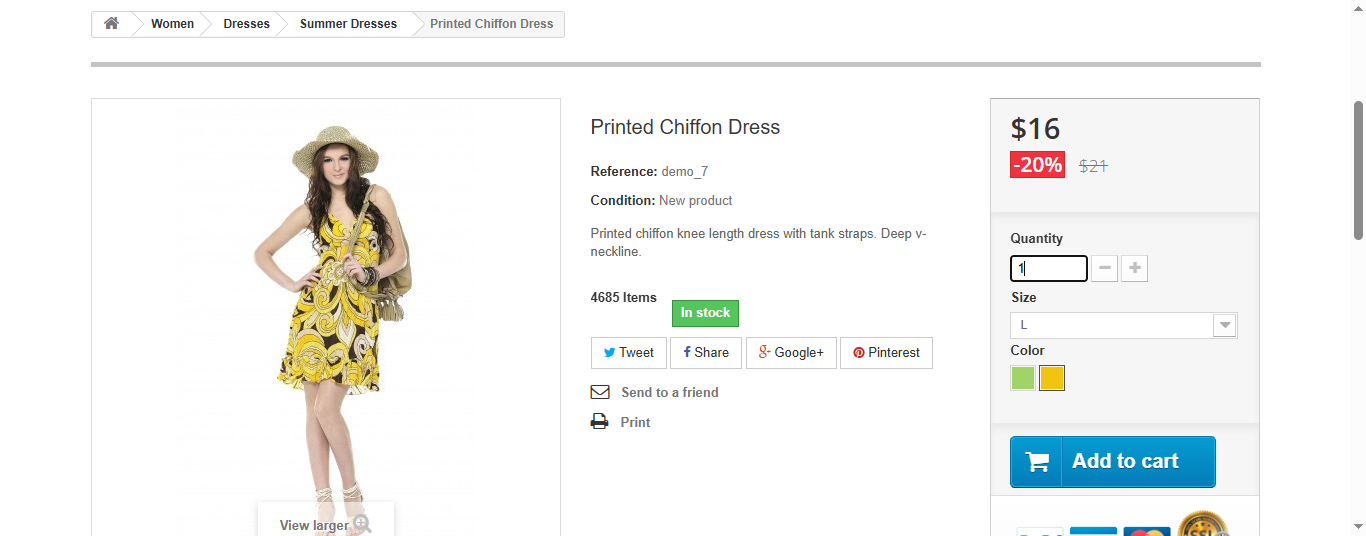 Women Dresses Summer Dresses Printed Chiffon Dress
Printed Chiffon Dress
Reference: demo_7
Condition: New product
Printed chiffon knee length dress with tank straps. Deep v-
neckline.
4685 Items
In stock
Tweet Share Google+ Pinterest
Send to a friend
Print
View larger
$16
-20% $21
Quantity
1
Size
L
Color
Add to cart
SSL